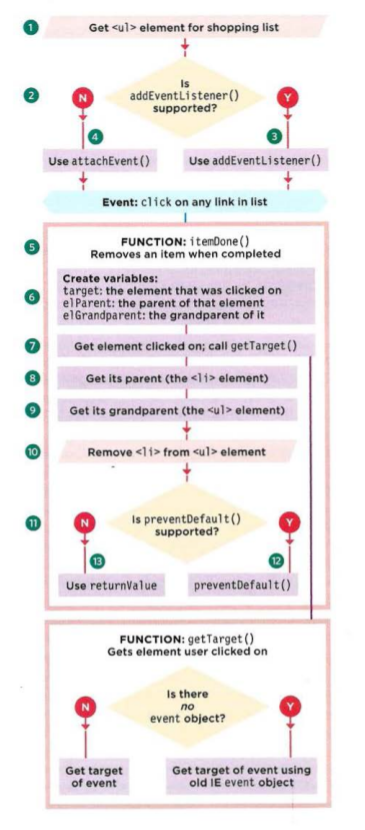 1 Get <ul> element for shopping list
2
Is
addEventListener()
supported?
N
Y
4
3
Use attachEvent()
Use addEventListener()
Event: click on any link in list
5
FUNCTION: itemDone()
Removes an item when completed
6
Create variables:
target: the element that was clicked on
elParent: the parent of that element
elGrandparent: the grandparent of it
7 Get element clicked on; call getTarget()
8 Get its parent (the <li> element)
9 Get its grandparent (the <ul> element)
10 Remove <li> from <ul> element
11
Is preventDefault()
supported?
N
Y
13
12
Use returnValue
preventDefault()
FUNCTION: getTarget()
Gets element user clicked on
Is there
no
event object?
N
Y
Get target
of event
Get target of event using
old IE event object